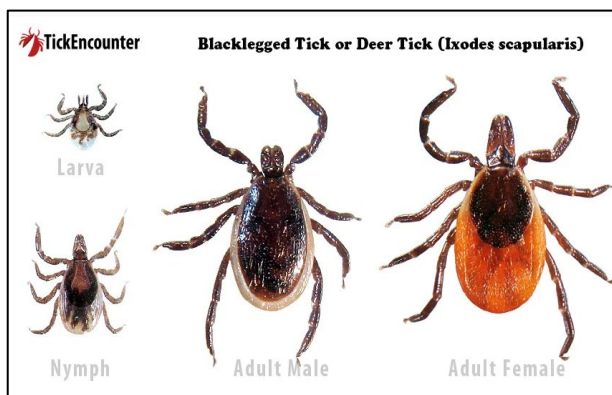 TickEncounter
Blacklegged Tick or Deer Tick (Ixodes scapularis)
Larva
Nymph
Adult Male
Adult Female